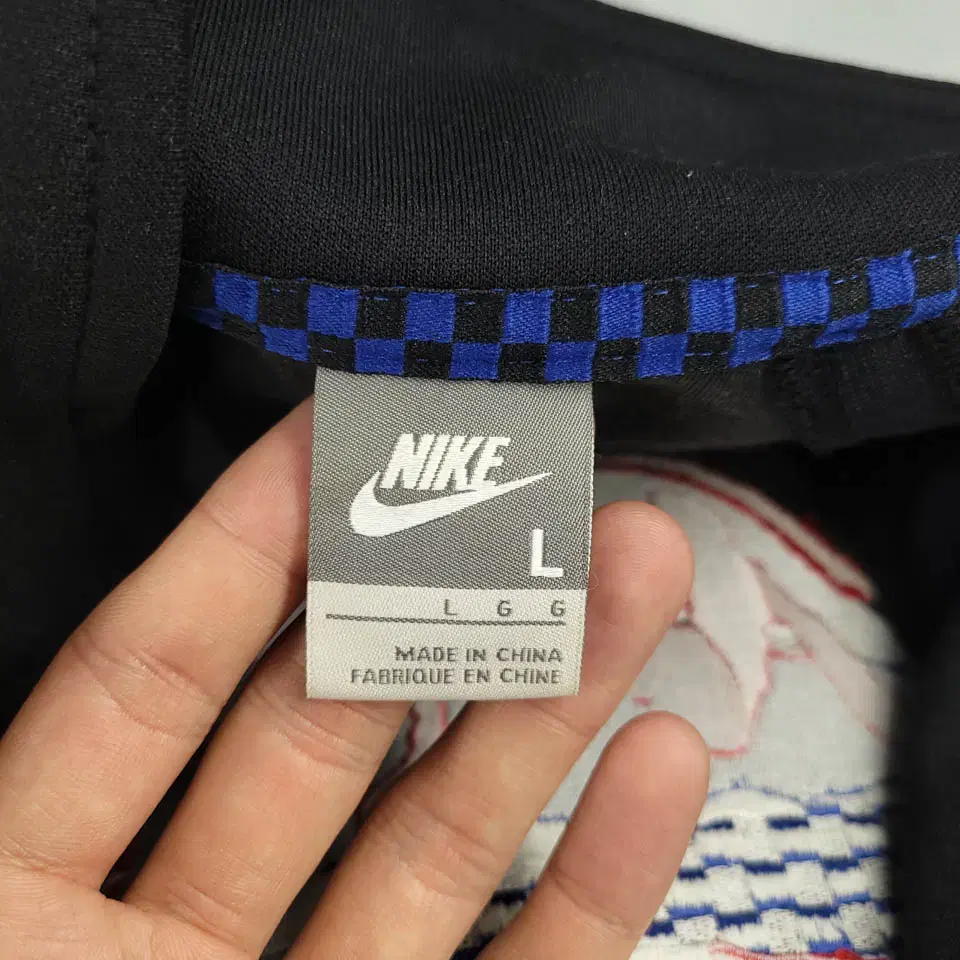 NIKE
L
L G G
MADE IN CHINA
FABRIQUE EN CHINE